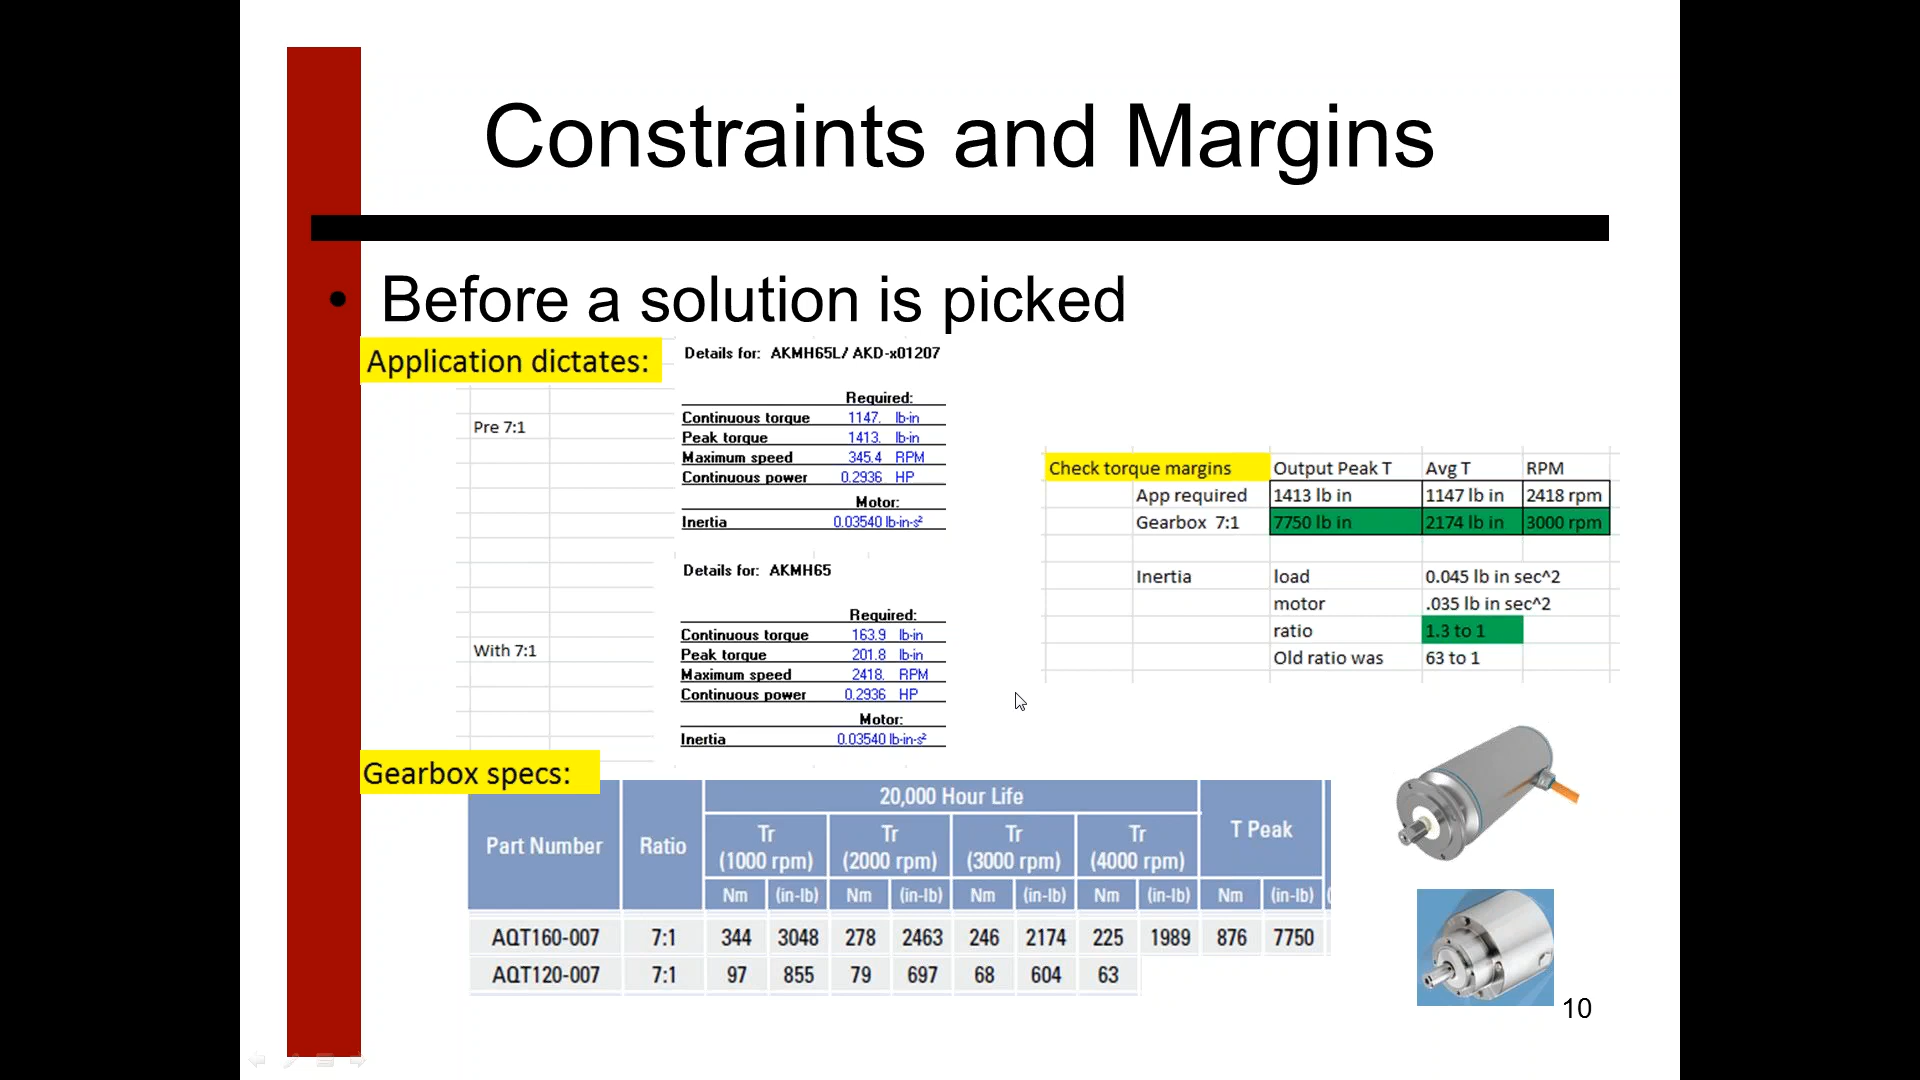 Constraints and Margins
• Before a solution is picked
Application dictates:
Pre 7:1
Details for: AKMH65L/ AKD-x01207
Required:
Continuous torque 1147. lb-in
Peak torque 1413. lb-in
Maximum speed 345.4 RPM
Continuous power 0.2936 HP
Motor:
Inertia 0.03540 lb-in-s²
With 7:1
Details for: AKMH65
Required:
Continuous torque 163.9 lb-in
Peak torque 201.8 lb-in
Maximum speed 2418. RPM
Continuous power 0.2936 HP
Motor:
Inertia 0.03540 lb-in-s²
Check torque margins Output Peak T Avg T RPM
App required 1413 lb in 1147 lb in 2418 rpm
Gearbox 7:1 7750 lb in 2174 lb in 3000 rpm
Inertia load 0.045 lb in sec^2
motor .035 lb in sec^2
ratio 1.3 to 1
Old ratio was 63 to 1
Gearbox specs:
Part Number Ratio 20,000 Hour Life T Peak
Tr (1000 rpm) Tr (2000 rpm) Tr (3000 rpm) Tr (4000 rpm)
Nm (in-lb) Nm (in-lb) Nm (in-lb) Nm (in-lb) Nm (in-lb)
AQT160-007 7:1 344 3048 278 2463 246 2174 225 1989 876 7750
AQT120-007 7:1 97 855 79 697 68 604 63
10